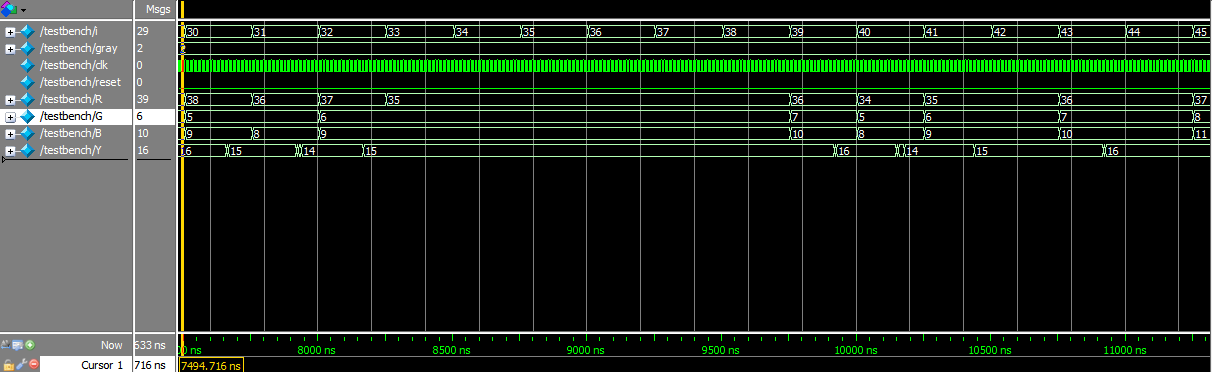 Msgs
/testbench/i 29 30 31 32 33 34 35 36 37 38 39 40 41 42 43 44 45
/testbench/gray 2
/testbench/clk 0
/testbench/reset 0
/testbench/R 39 38 36 37 35 36 34 35 36 37
/testbench/G 6 5 6 7 5 6 7 8
/testbench/B 10 9 8 9 10 8 9 10 11
/testbench/Y 16 6 15 14 15 16 14 15 16
Now 633 ns 00 ns 8000 ns 8500 ns 9000 ns 9500 ns 10000 ns 10500 ns 11000 ns
Cursor 1 716 ns 7494.716 ns